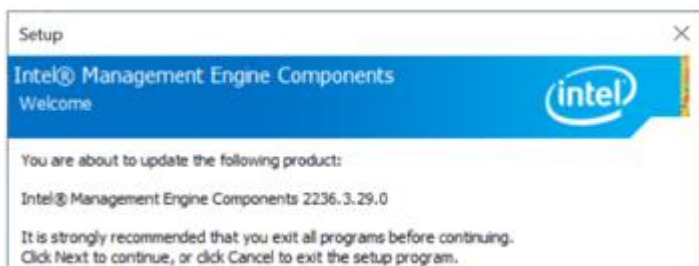 Setup
Intel® Management Engine Components
Welcome
intel
You are about to update the following product:
Intel® Management Engine Components 2236.3.29.0
It is strongly recommended that you exit all programs before continuing.
Click Next to continue, or click Cancel to exit the setup program.